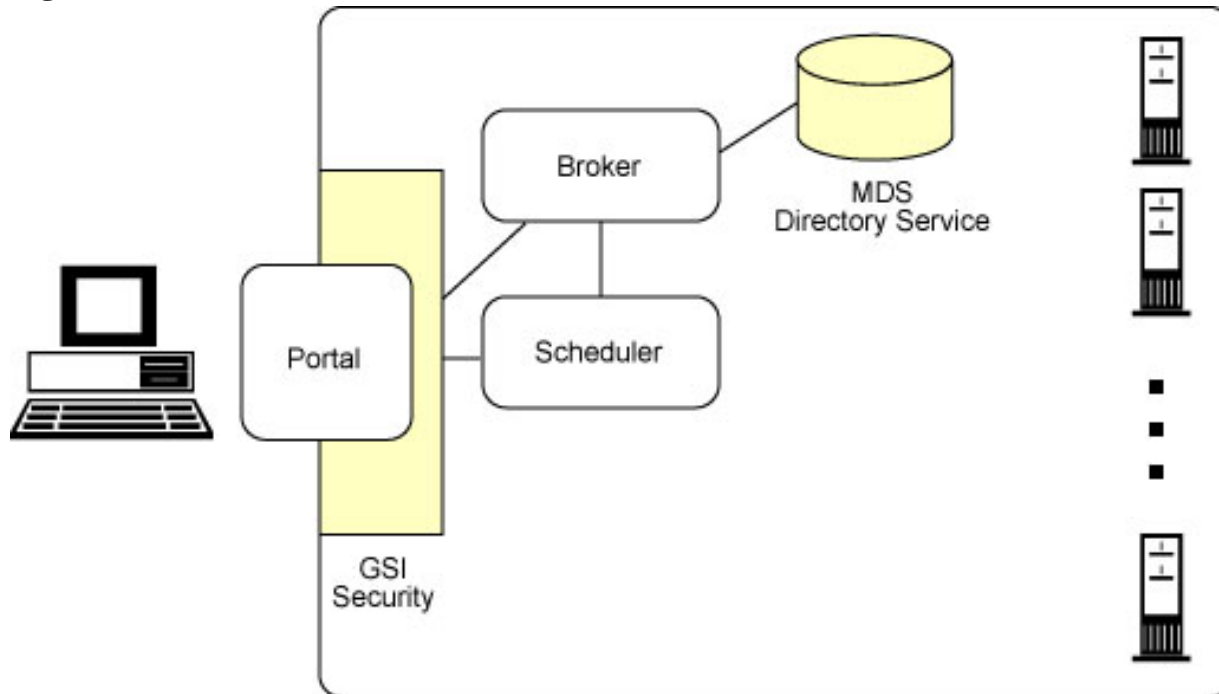 Broker
MDS
Directory Service
Portal
Scheduler
GSI
Security